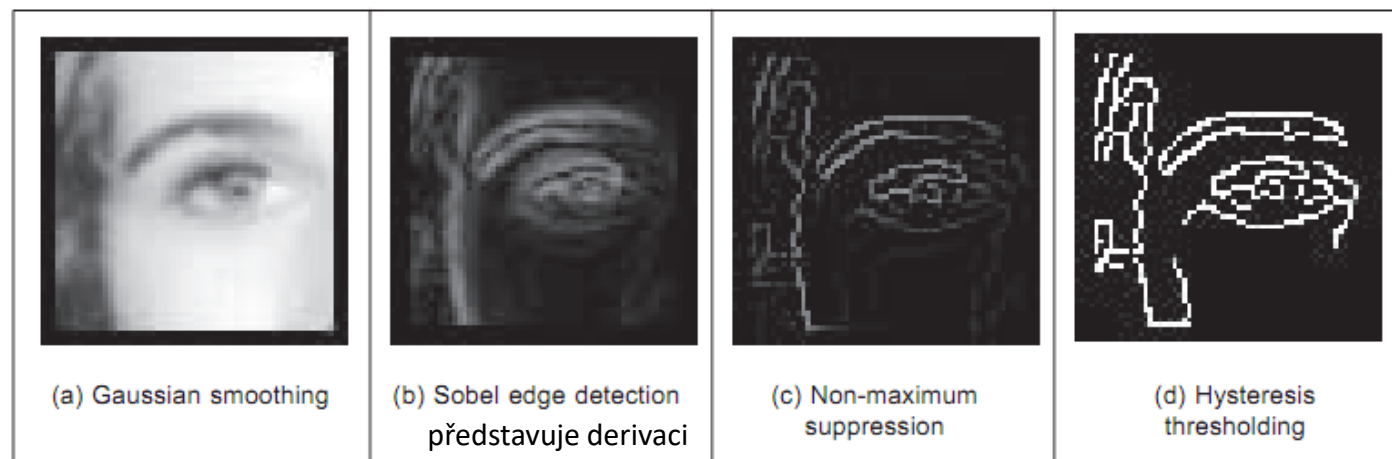 (a) Gaussian smoothing
(b) Sobel edge detection
představuje derivaci
(c) Non-maximum
suppression
(d) Hysteresis
thresholding